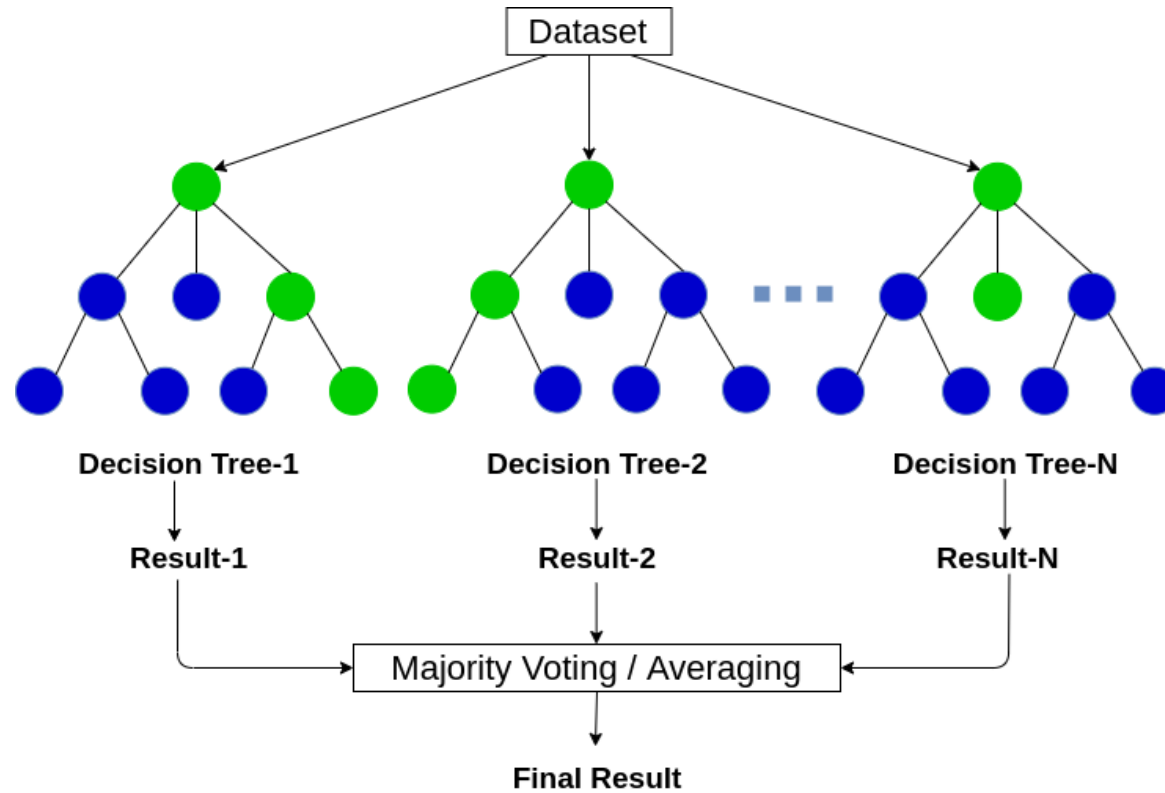 Dataset
Decision Tree-1
Decision Tree-2
Decision Tree-N
Result-1
Result-2
Result-N
Majority Voting / Averaging
Final Result